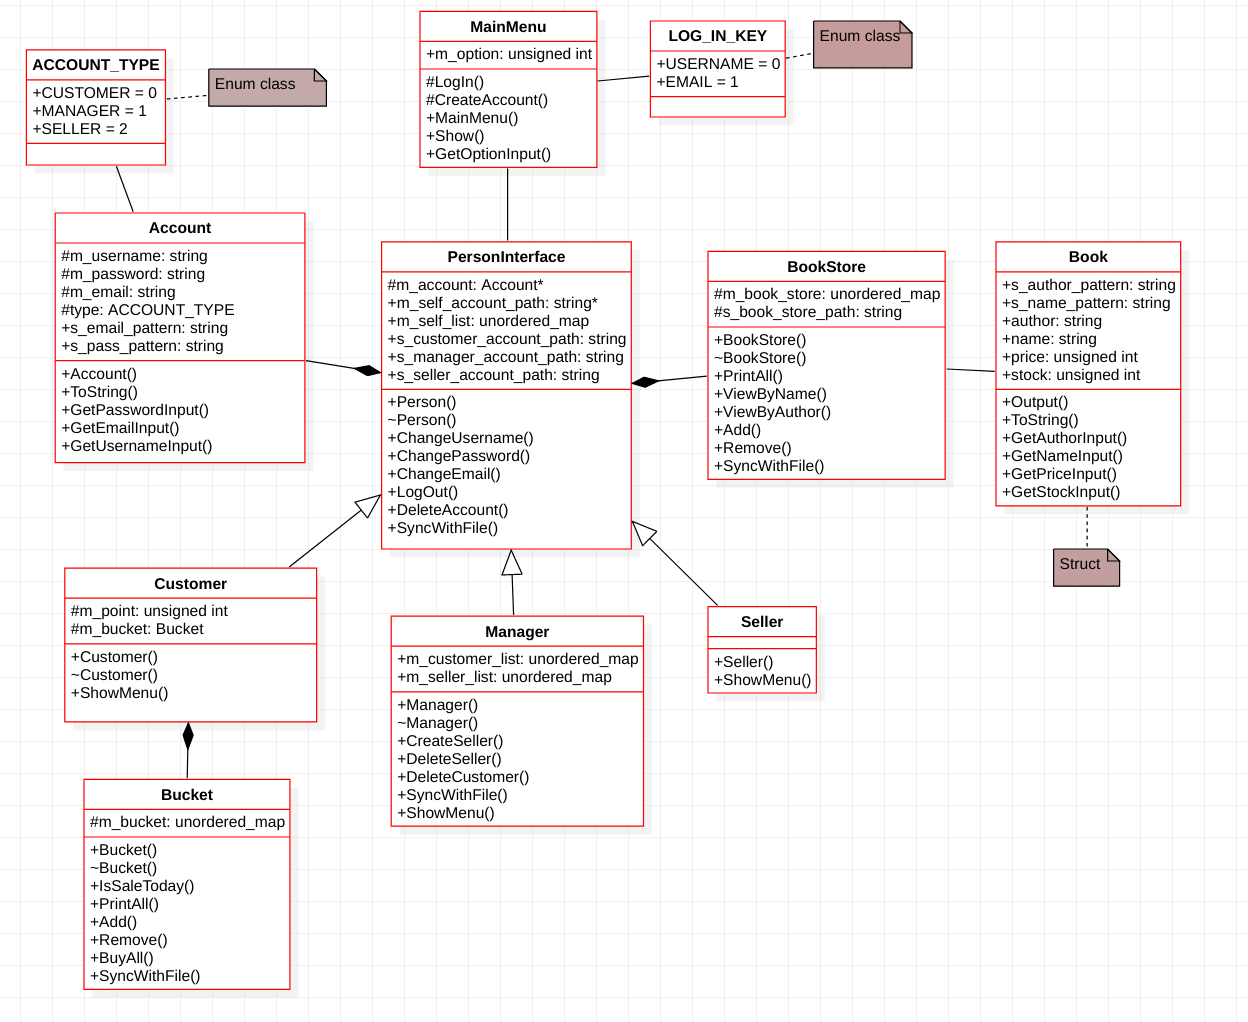 MainMenu
+m_option: unsigned int
#LogIn()
#CreateAccount()
+MainMenu()
+Show()
+GetOptionInput()
LOG_IN_KEY
+USERNAME = 0
+EMAIL = 1
Enum class
ACCOUNT_TYPE
+CUSTOMER = 0
+MANAGER = 1
+SELLER = 2
Enum class
Account
#m_username: string
#m_password: string
#m_email: string
#type: ACCOUNT_TYPE
+s_email_pattern: string
+s_pass_pattern: string
+Account()
+ToString()
+GetPasswordInput()
+GetEmailInput()
+GetUsernameInput()
PersonInterface
#m_account: Account*
+m_self_account_path: string*
+m_self_list: unordered_map
+s_customer_account_path: string
+s_manager_account_path: string
+s_seller_account_path: string
+Person()
~Person()
+ChangeUsername()
+ChangePassword()
+ChangeEmail()
+LogOut()
+DeleteAccount()
+SyncWithFile()
BookStore
#m_book_store: unordered_map
#s_book_store_path: string
+BookStore()
~BookStore()
+PrintAll()
+ViewByName()
+ViewByAuthor()
+Add()
+Remove()
+SyncWithFile()
Book
+s_author_pattern: string
+s_name_pattern: string
+author: string
+name: string
+price: unsigned int
+stock: unsigned int
+Output()
+ToString()
+GetAuthorInput()
+GetNameInput()
+GetPriceInput()
+GetStockInput()
Struct
Customer
#m_point: unsigned int
#m_bucket: Bucket
+Customer()
~Customer()
+ShowMenu()
Manager
+m_customer_list: unordered_map
+m_seller_list: unordered_map
+Manager()
~Manager()
+CreateSeller()
+DeleteSeller()
+DeleteCustomer()
+SyncWithFile()
+ShowMenu()
Seller
+Seller()
+ShowMenu()
Bucket
#m_bucket: unordered_map
+Bucket()
~Bucket()
+IsSaleToday()
+PrintAll()
+Add()
+Remove()
+BuyAll()
+SyncWithFile()